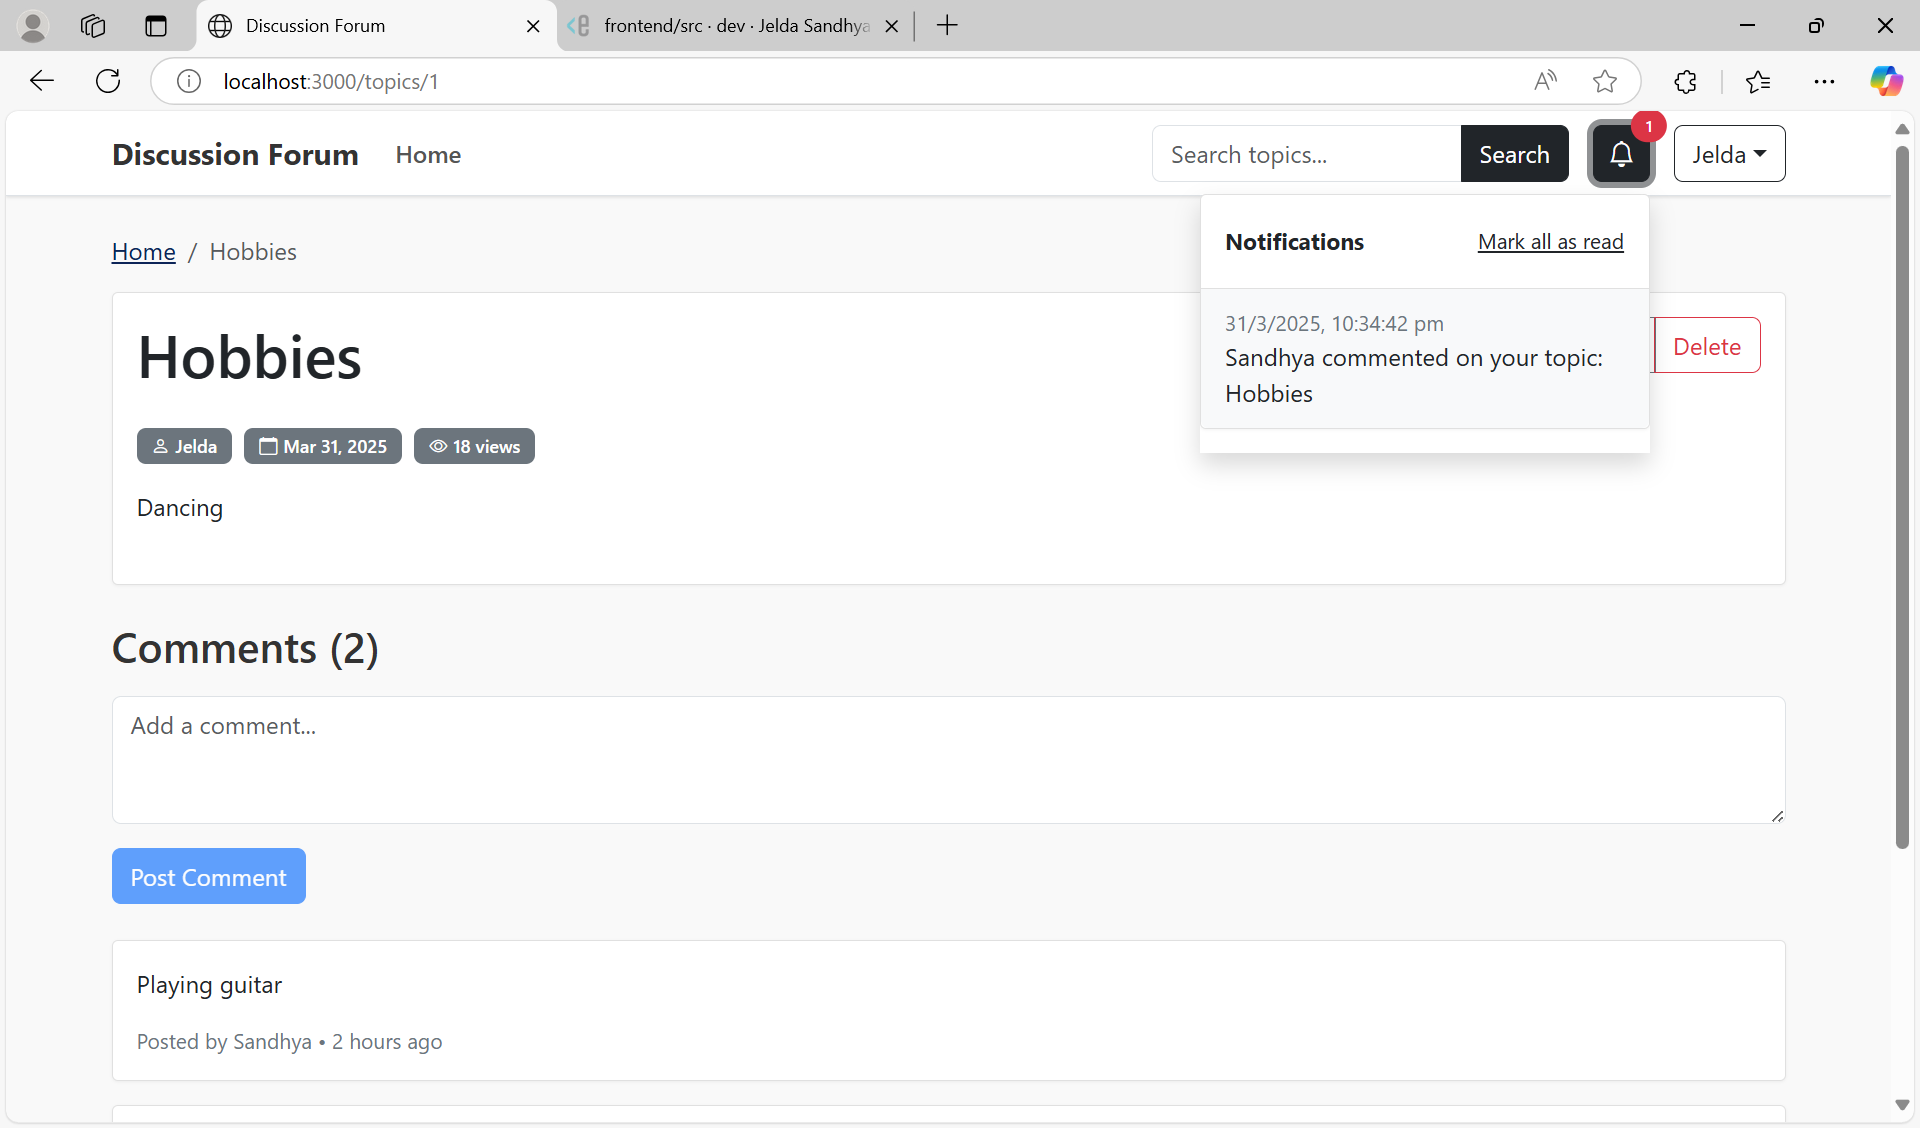 Discussion Forum
frontend/src · dev · Jelda Sandhya
localhost:3000/topics/1
Discussion Forum
Home
Search topics...
Search
1
Jelda
Home / Hobbies
Notifications
Mark all as read
31/3/2025, 10:34:42 pm
Sandhya commented on your topic:
Hobbies
Hobbies
Delete
Jelda
Mar 31, 2025
18 views
Dancing
Comments (2)
Add a comment...
Post Comment
Playing guitar
Posted by Sandhya • 2 hours ago